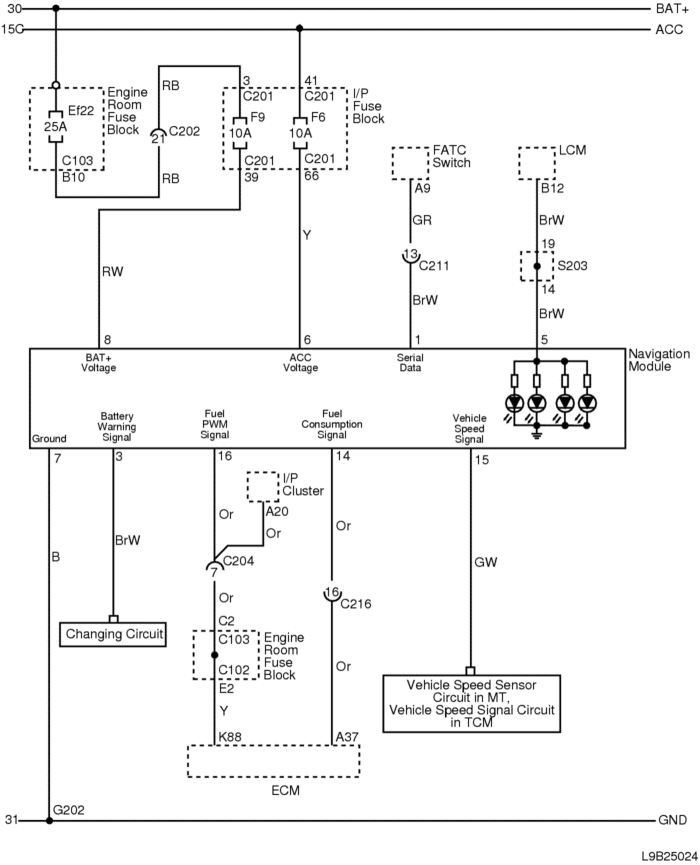 30 BAT+
15C ACC
RB 3 41
Engine Room Fuse Block
C201 C201
I/P Fuse Block
Ef22
25A
F9 F6
10A 10A
21 C202
C103
B10
RB
C201 C201
39 66
FATC Switch
LCM
A9 B12
GR BrW
Y
13 C211
19
S203
14
RW
BrW BrW
8 6 1 5
BAT+ Voltage
ACC Voltage
Serial Data
Navigation Module
Ground
Battery Warning Signal
Fuel PWM Signal
Fuel Consumption Signal
Vehicle Speed Signal
7 3 16 14 15
I/P Cluster
A20
Or Or Or
BrW
B
C204
7
GW
Or
16 C216
C2
Changing Circuit
C103
Engine Room Fuse Block
C102
E2
Or
Vehicle Speed Sensor
Circuit in MT,
Vehicle Speed Signal Circuit
in TCM
Y
K88 A37
ECM
G202
31 GND
L9B25024